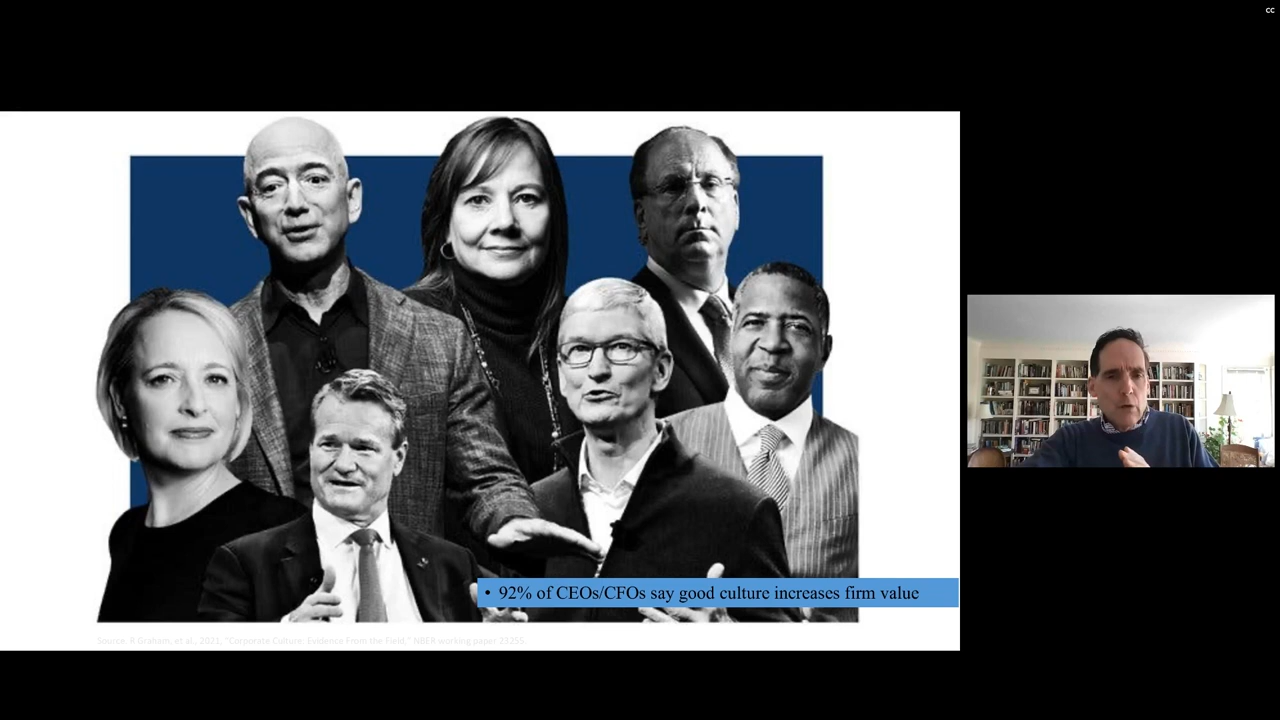 CC
• 92% of CEOs/CFOs say good culture increases firm value
Source. R Graham, et al., 2021, "Corporate Culture: Evidence From the Field." NBER working paper 23255